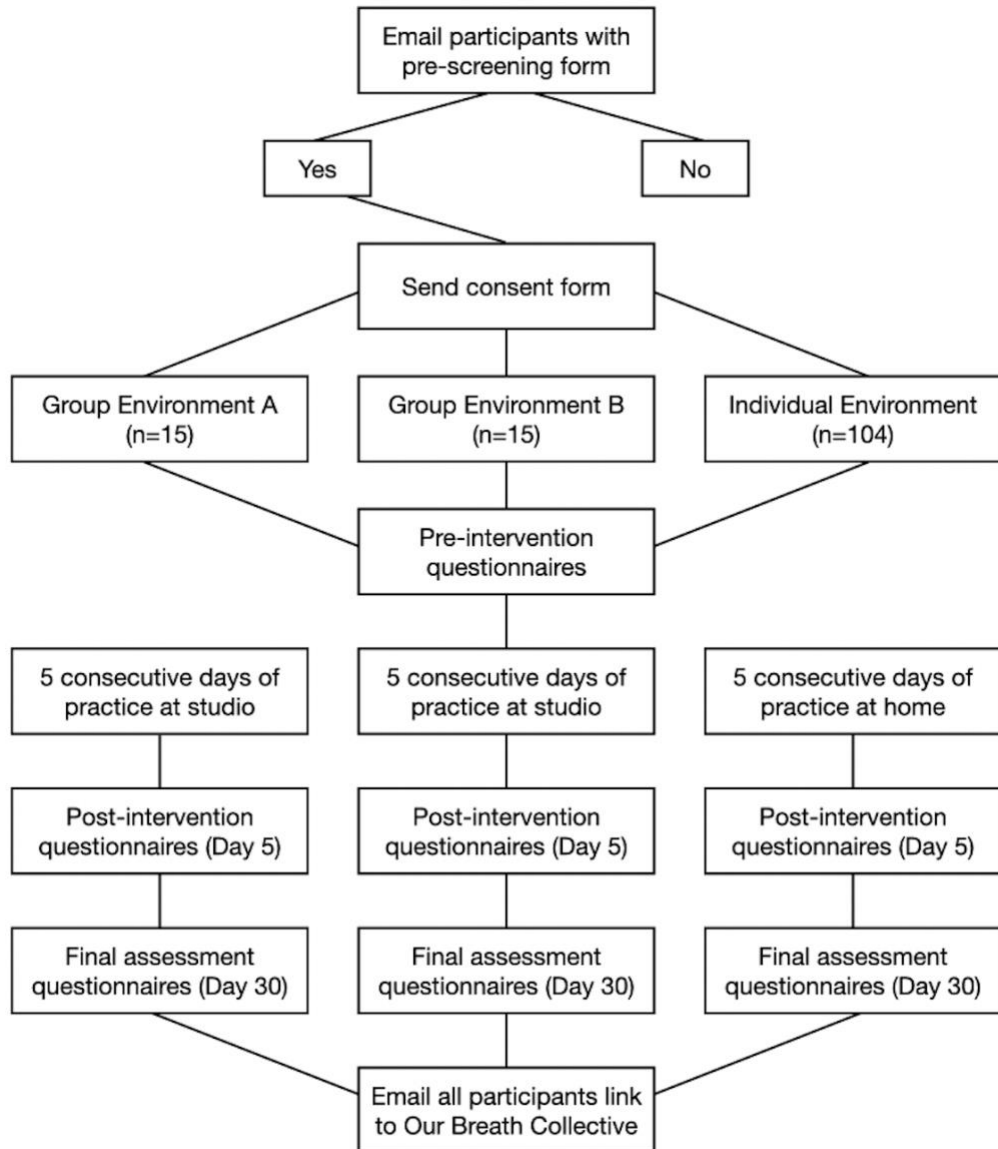 Email participants with
pre-screening form
Yes
No
Send consent form
Group Environment A
(n=15)
Group Environment B
(n=15)
Individual Environment
(n=104)
Pre-intervention
questionnaires
5 consecutive days of
practice at studio
5 consecutive days of
practice at studio
5 consecutive days of
practice at home
Post-intervention
questionnaires (Day 5)
Post-intervention
questionnaires (Day 5)
Post-intervention
questionnaires (Day 5)
Final assessment
questionnaires (Day 30)
Final assessment
questionnaires (Day 30)
Final assessment
questionnaires (Day 30)
Email all participants link
to Our Breath Collective